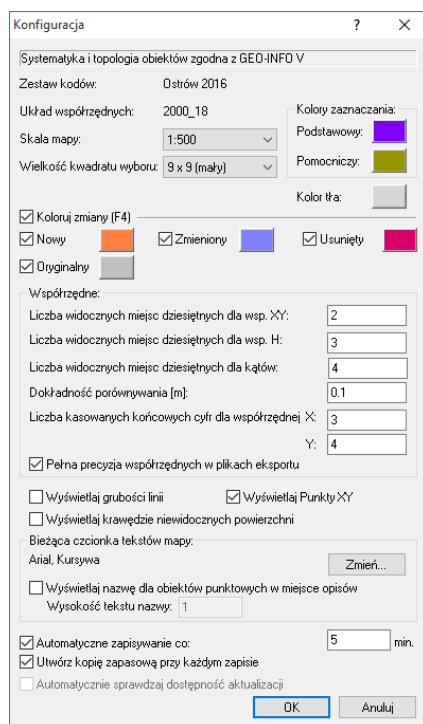 Konfiguracja ? ×
Systematyka i topologia obiektów zgodna z GEO-INFO V
Zestaw kodów: Ostrów 2016
Układ współrzędnych: 2000_18
Skala mapy: 1:500
Wielkość kwadratu wyboru: 9 x 9 (mały)
Kolory zaznaczania:
Podstawowy:
Pomocniczy:
Kolor tła:
Koloruj zmiany (F4)
Nowy Zmieniony Usunięty
Oryginalny
Współrzędne:
Liczba widocznych miejsc dziesiętnych dla wsp. XY: 2
Liczba widocznych miejsc dziesiętnych dla wsp. H: 3
Liczba widocznych miejsc dziesiętnych dla kątów: 4
Dokładność porównywania [m]: 0.1
Liczba kasowanych końcowych cyfr dla współrzędnej X: 3
Y: 4
Pełna precyzja współrzędnych w plikach eksportu
Wyświetlaj grubości linii Wyświetlaj Punkty XY
Wyświetlaj krawędzie niewidocznych powierzchni
Bieżąca czcionka tekstów mapy:
Arial, Kursywa Zmień...
Wyświetlaj nazwę dla obiektów punktowych w miejsce opisów
Wysokość tekstu nazwy: 1
Automatyczne zapisywanie co: 5 min.
Utwórz kopię zapasową przy każdym zapisie
Automatycznie sprawdzaj dostępność aktualizacji
OK Anuluj